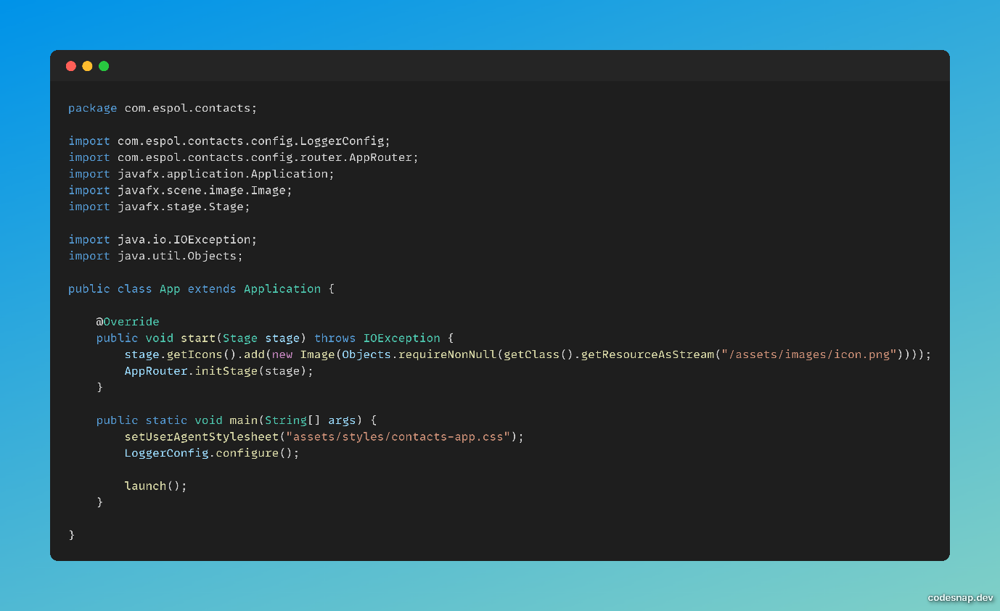 package com.espol.contacts;

import com.espol.contacts.config.LoggerConfig;
import com.espol.contacts.config.router.AppRouter;
import javafx.application.Application;
import javafx.scene.image.Image;
import javafx.stage.Stage;

import java.io.IOException;
import java.util.Objects;

public class App extends Application {

    @Override
    public void start(Stage stage) throws IOException {
        stage.getIcons().add(new Image(Objects.requireNonNull(getClass().getResourceAsStream("/assets/images/icon.png"))));
        AppRouter.initStage(stage);
    }

    public static void main(String[] args) {
        setUserAgentStylesheet("assets/styles/contacts-app.css");
        LoggerConfig.configure();

        launch();
    }

}
codesnap.dev